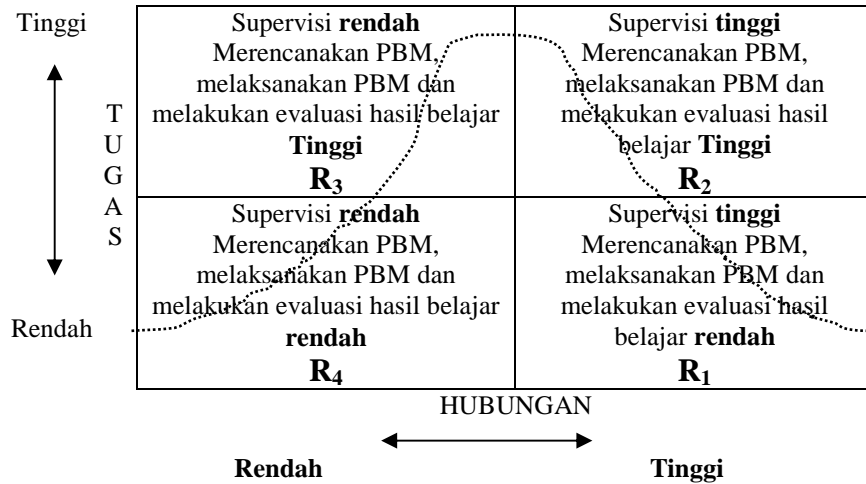 Tinggi
T
U
G
A
S
Rendah
Supervisi rendah
Merencanakan PBM,
melaksanakan PBM dan
melakukan evaluasi hasil belajar
Tinggi
R3
Supervisi tinggi
Merencanakan PBM,
melaksanakan PBM dan
melakukan evaluasi hasil
belajar Tinggi
R2
Supervisi rendah
Merencanakan PBM,
melaksanakan PBM dan
melakukan evaluasi hasil belajar
rendah
R4
Supervisi tinggi
Merencanakan PBM,
melaksanakan PBM dan
melakukan evaluasi hasil
belajar rendah
R1
HUBUNGAN
Rendah
Tinggi